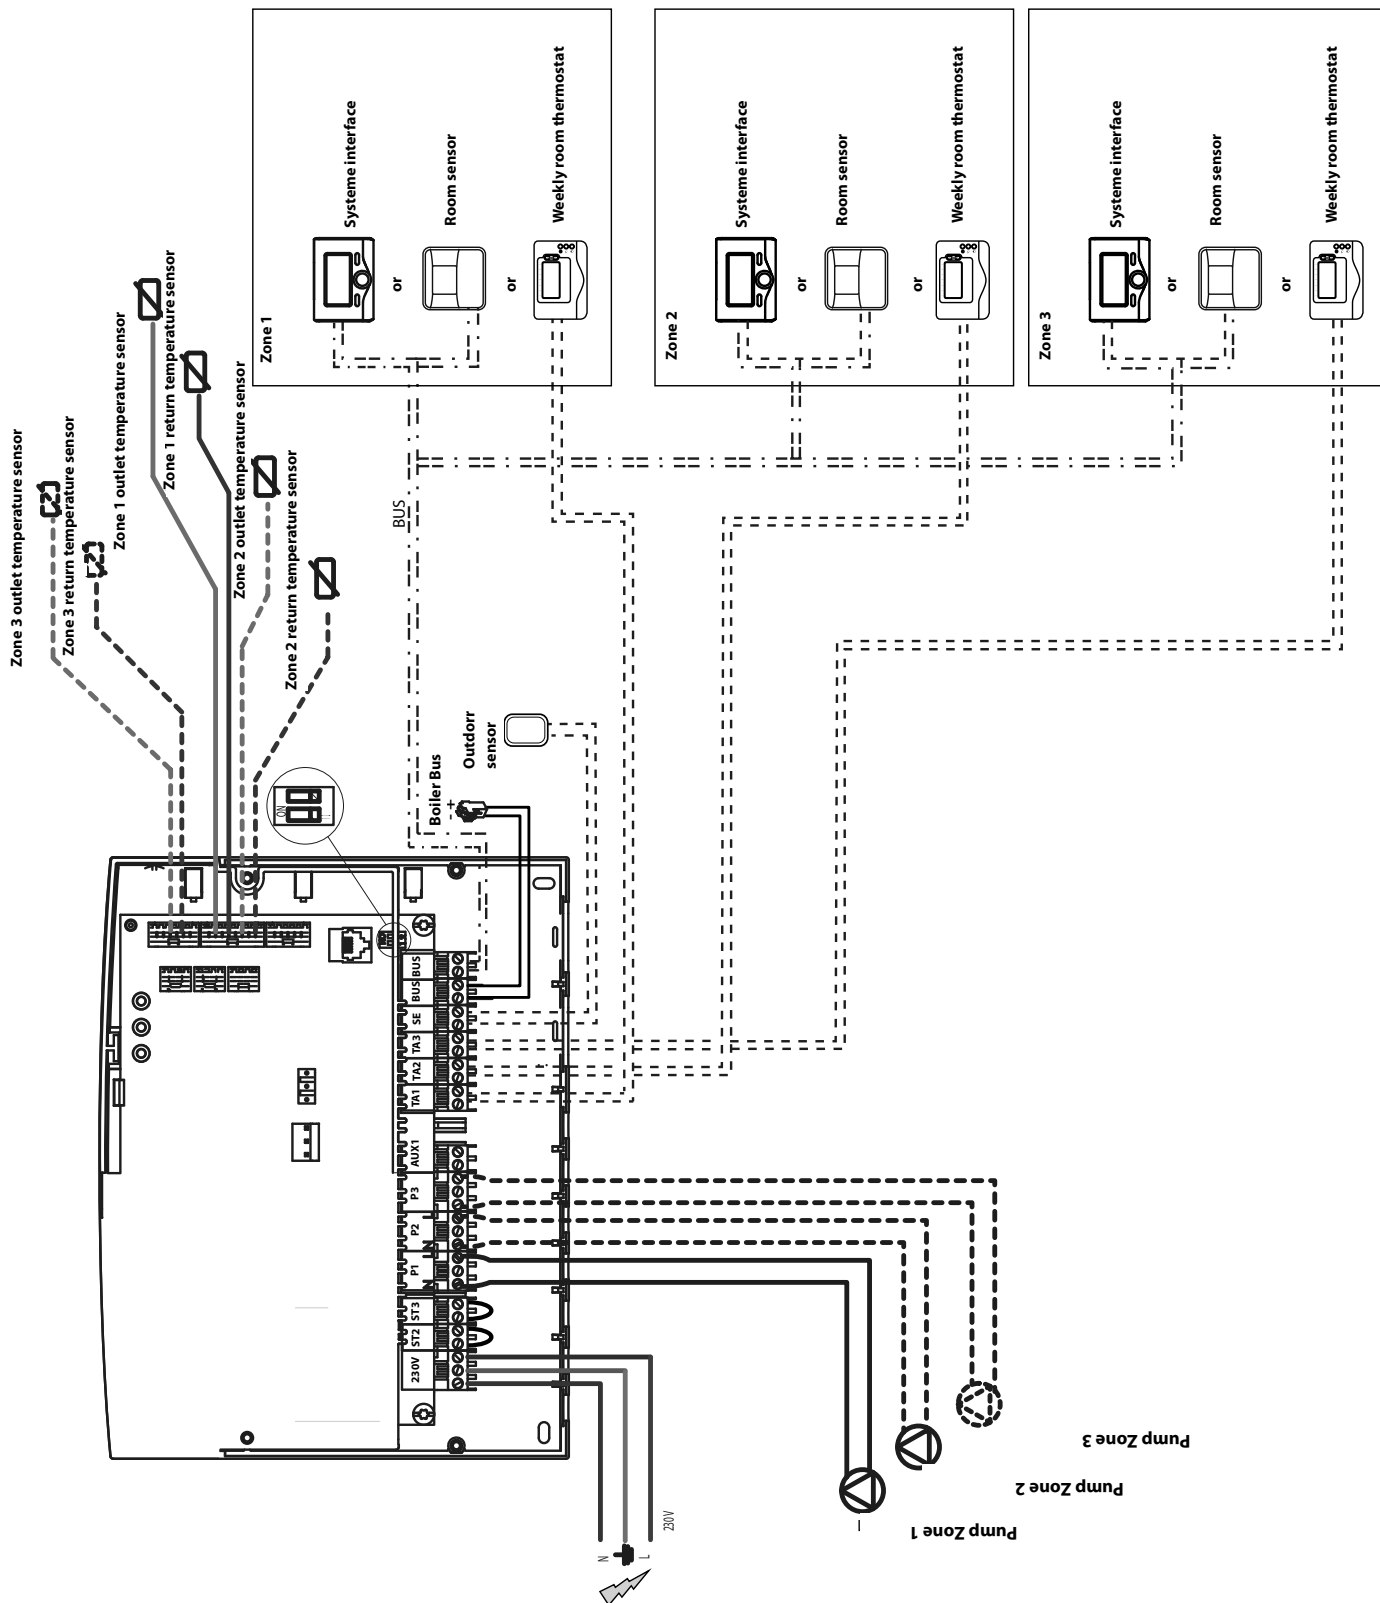 Zone 3 outlet temperature sensor
Zone 3 return temperature sensor
Zone 1 outlet temperature sensor
Zone 1 return temperature sensor
Zone 2 outlet temperature sensor
Zone 2 return temperature sensor
Zone 1
Systeme interface
or
Room sensor
or
Weekly room thermostat
Zone 2
Systeme interface
or
Room sensor
or
Weekly room thermostat
Zone 3
Systeme interface
or
Room sensor
or
Weekly room thermostat
BUS
Boiler Bus
- +
Outdorr
sensor
ON
BUS
BUS
SE
TA3
TA2
TA1
AUX1
P3
P2
P1
ST3
ST2
230V
N
L
N
L
N
L
230V
Pump Zone 1
Pump Zone 2
Pump Zone 3